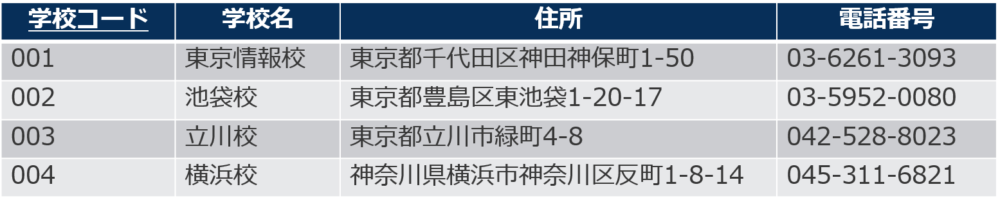 学校コード 学校名 住所 電話番号
001 東京情報校 東京都千代田区神田神保町1-50 03-6261-3093
002 池袋校 東京都豊島区東池袋1-20-17 03-5952-0080
003 立川校 東京都立川市緑町4-8 042-528-8023
004 横浜校 神奈川県横浜市神奈川区反町1-8-14 045-311-6821